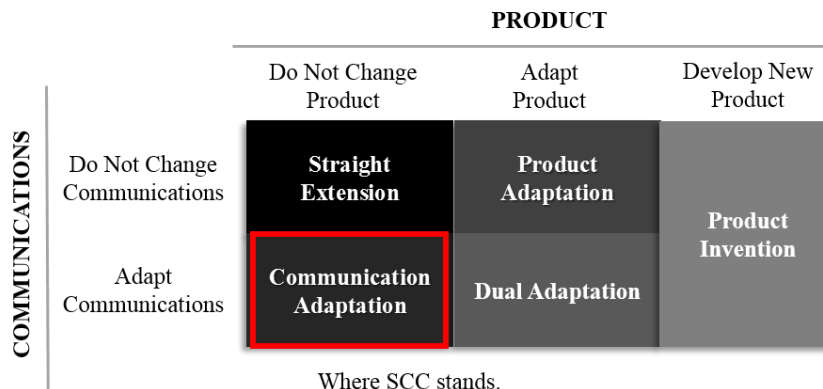 PRODUCT
Do Not Change
Product
Adapt
Product
Develop New
Product
COMMUNICATIONS
Do Not Change
Communications
Straight
Extension
Product
Adaptation
Product
Invention
Adapt
Communications
Communication
Adaptation
Dual Adaptation
Where SCC stands.